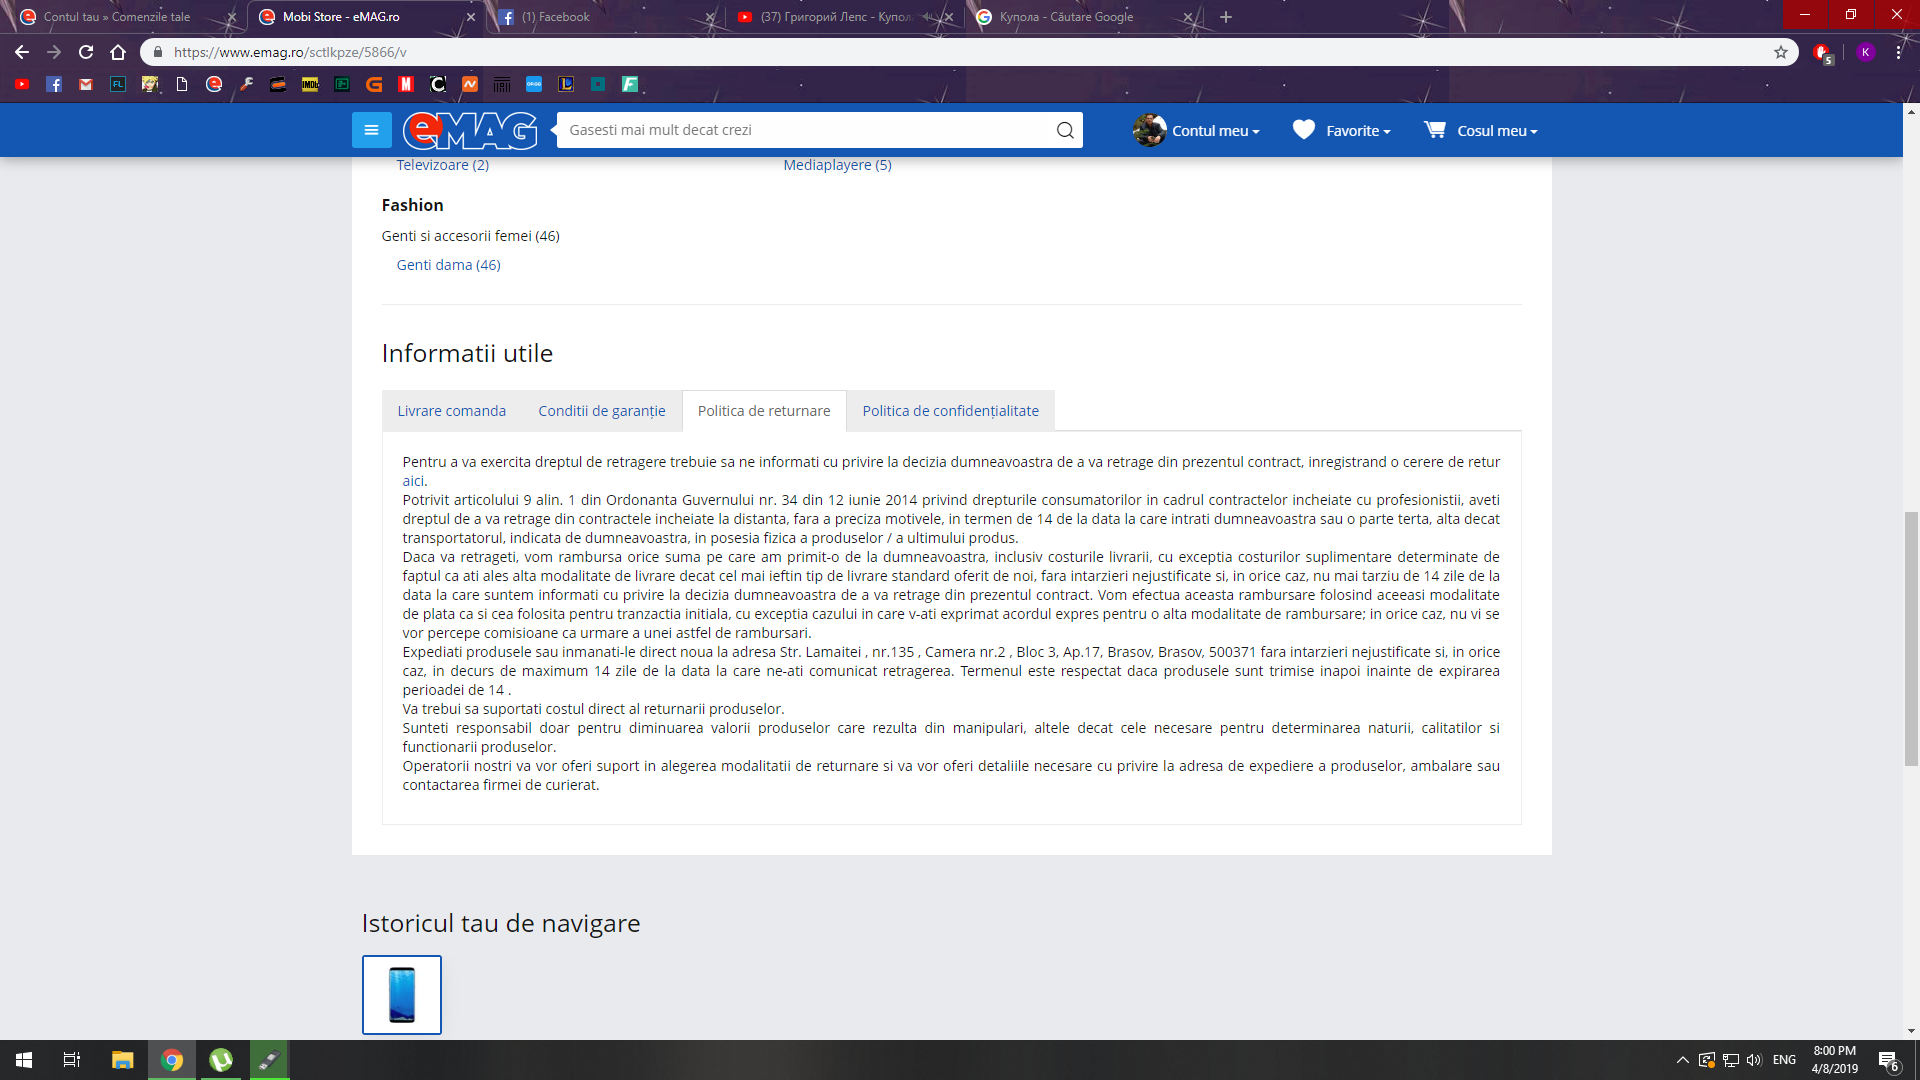 Contul tau » Comenzile tale
Mobi Store - eMAG.ro
(1) Facebook
(37) Григорий Лепс - Купол
Купола - Căutare Google
https://www.emag.ro/sctlkpze/5866/v
5
K
FL
IMDb
eMAG
Gasesti mai mult decat crezi
Contul meu
Favorite
Cosul meu
Televizoare (2)
Mediaplayere (5)
Fashion
Genti si accesorii femei (46)
Genti dama (46)
Informatii utile
Livrare comanda
Conditii de garanție
Politica de returnare
Politica de confidențialitate
Pentru a va exercita dreptul de retragere trebuie sa ne informati cu privire la decizia dumneavoastra de a va retrage din prezentul contract, inregistrand o cerere de retur
aici.
Potrivit articolului 9 alin. 1 din Ordonanta Guvernului nr. 34 din 12 iunie 2014 privind drepturile consumatorilor in cadrul contractelor incheiate cu profesionistii, aveti
dreptul de a va retrage din contractele incheiate la distanta, fara a preciza motivele, in termen de 14 de la data la care intrati dumneavoastra sau o parte terta, alta decat
transportatorul, indicata de dumneavoastra, in posesia fizica a produselor / a ultimului produs.
Daca va retrageti, vom rambursa orice suma pe care am primit-o de la dumneavoastra, inclusiv costurile livrarii, cu exceptia costurilor suplimentare determinate de
faptul ca ati ales alta modalitate de livrare decat cel mai ieftin tip de livrare standard oferit de noi, fara intarzieri nejustificate si, in orice caz, nu mai tarziu de 14 zile de la
data la care suntem informati cu privire la decizia dumneavoastra de a va retrage din prezentul contract. Vom efectua aceasta rambursare folosind aceeasi modalitate
de plata ca si cea folosita pentru tranzactia initiala, cu exceptia cazului in care v-ati exprimat acordul expres pentru o alta modalitate de rambursare; in orice caz, nu vi se
vor percepe comisioane ca urmare a unei astfel de rambursari.
Expediati produsele sau inmanati-le direct noua la adresa Str. Lamaitei , nr.135 , Camera nr.2 , Bloc 3, Ap.17, Brasov, Brasov, 500371 fara intarzieri nejustificate si, in orice
caz, in decurs de maximum 14 zile de la data la care ne-ati comunicat retragerea. Termenul este respectat daca produsele sunt trimise inapoi inainte de expirarea
perioadei de 14 .
Va trebui sa suportati costul direct al returnarii produselor.
Sunteti responsabil doar pentru diminuarea valorii produselor care rezulta din manipulari, altele decat cele necesare pentru determinarea naturii, calitatilor si
functionarii produselor.
Operatorii nostri va vor oferi suport in alegerea modalitatii de returnare si va vor oferi detaliile necesare cu privire la adresa de expediere a produselor, ambalare sau
contactarea firmei de curierat.
Istoricul tau de navigare
ENG
8:00 PM
4/8/2019
6